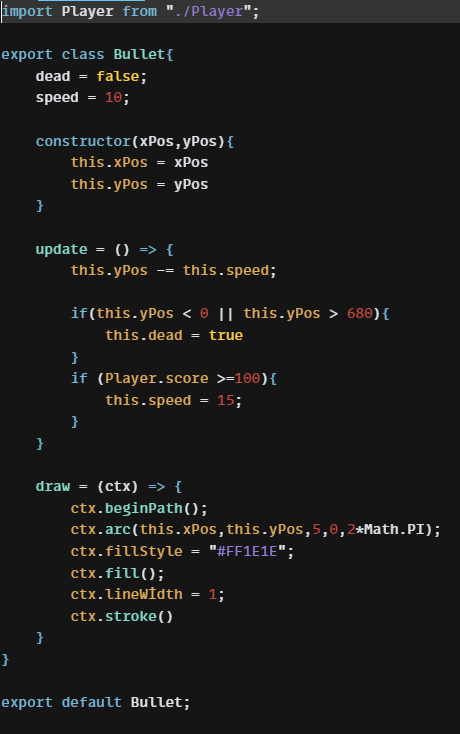 import Player from "./Player";
export class Bullet{
dead = false;
speed = 10;
constructor(xPos,yPos){
this.xPos = xPos
this.yPos = yPos
}
update = () => {
this.yPos -= this.speed;
if(this.yPos < 0 || this.yPos > 680){
this.dead = true
}
if (Player.score >=100){
this.speed = 15;
}
}
draw = (ctx) => {
ctx.beginPath();
ctx.arc(this.xPos,this.yPos,5,0,2*Math.PI);
ctx.fillStyle = "#FF1E1E";
ctx.fill();
ctx.lineWİdth = 1;
ctx.stroke()
}
}
export default Bullet;